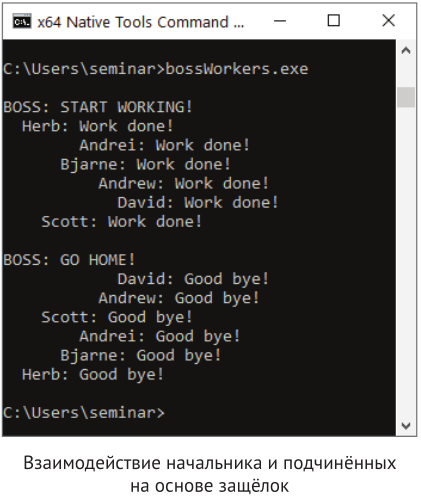 x64 Native Tools Command ...
C:\Users\seminar>bossWorkers.exe
BOSS: START WORKING!
  Herb: Work done!
        Andrei: Work done!
      Bjarne: Work done!
          Andrew: Work done!
            David: Work done!
    Scott: Work done!
BOSS: GO HOME!
            David: Good bye!
          Andrew: Good bye!
    Scott: Good bye!
        Andrei: Good bye!
      Bjarne: Good bye!
  Herb: Good bye!
C:\Users\seminar>
Взаимодействие начальника и подчинённых
на основе защёлок